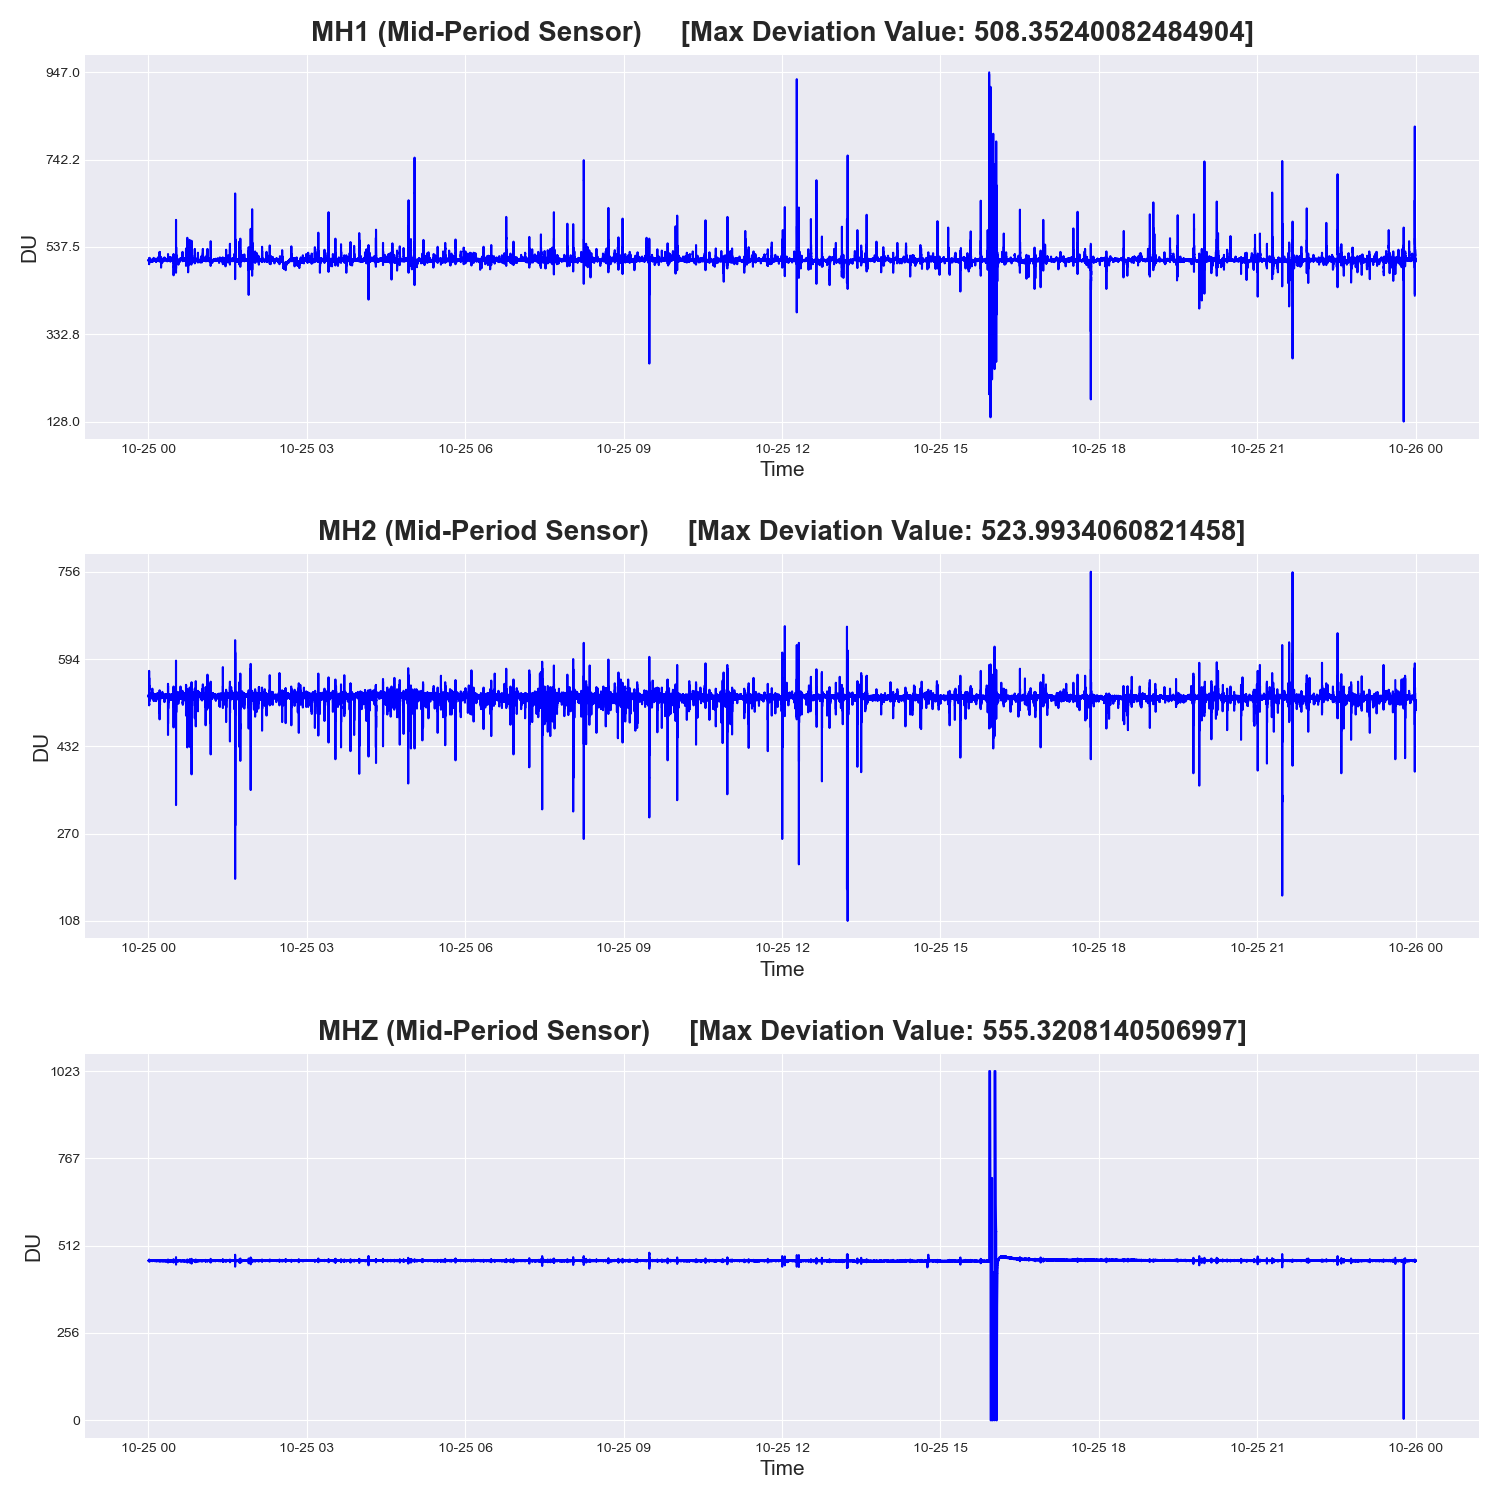 MH1 (Mid-Period Sensor) [Max Deviation Value: 508.35240082484904]
947.0
742.2
537.5
332.8
128.0
DU
10-25 00 10-25 03 10-25 06 10-25 09 10-25 12 10-25 15 10-25 18 10-25 21 10-26 00
Time
MH2 (Mid-Period Sensor) [Max Deviation Value: 523.9934060821458]
756
594
432
270
108
DU
10-25 00 10-25 03 10-25 06 10-25 09 10-25 12 10-25 15 10-25 18 10-25 21 10-26 00
Time
MHZ (Mid-Period Sensor) [Max Deviation Value: 555.3208140506997]
1023
767
512
256
0
DU
10-25 00 10-25 03 10-25 06 10-25 09 10-25 12 10-25 15 10-25 18 10-25 21 10-26 00
Time